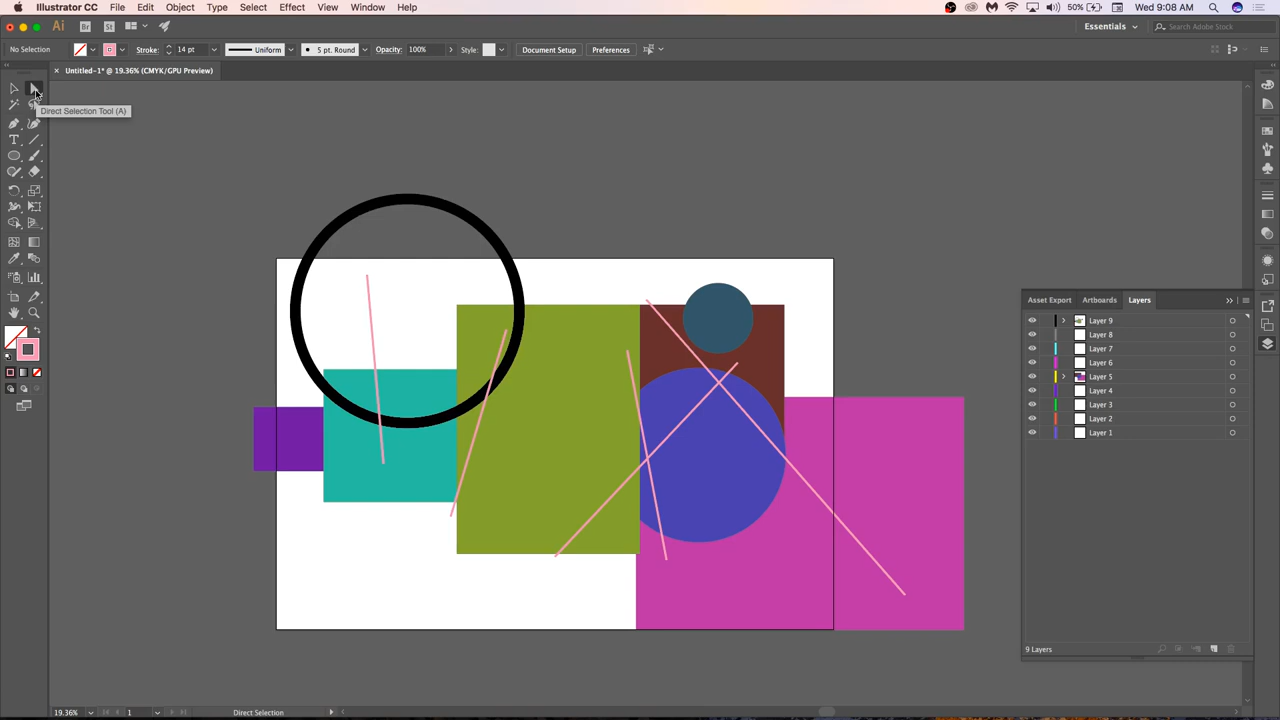 Illustrator CC File Edit Object Type Select Effect View Window Help 50% Wed 9:08 AM
Ai Br St Essentials Search Adobe Stock
No Selection Stroke: 14 pt Uniform 5 pt. Round Opacity: 100% Style: Document Setup Preferences
× Untitled-1* @ 19.36% (CMYK/GPU Preview)
Direct Selection Tool (A)
Asset Export Artboards Layers
Layer 9
Layer 8
Layer 7
Layer 6
Layer 5
Layer 4
Layer 3
Layer 2
Layer 1
9 Layers
19.36% 1 Direct Selection